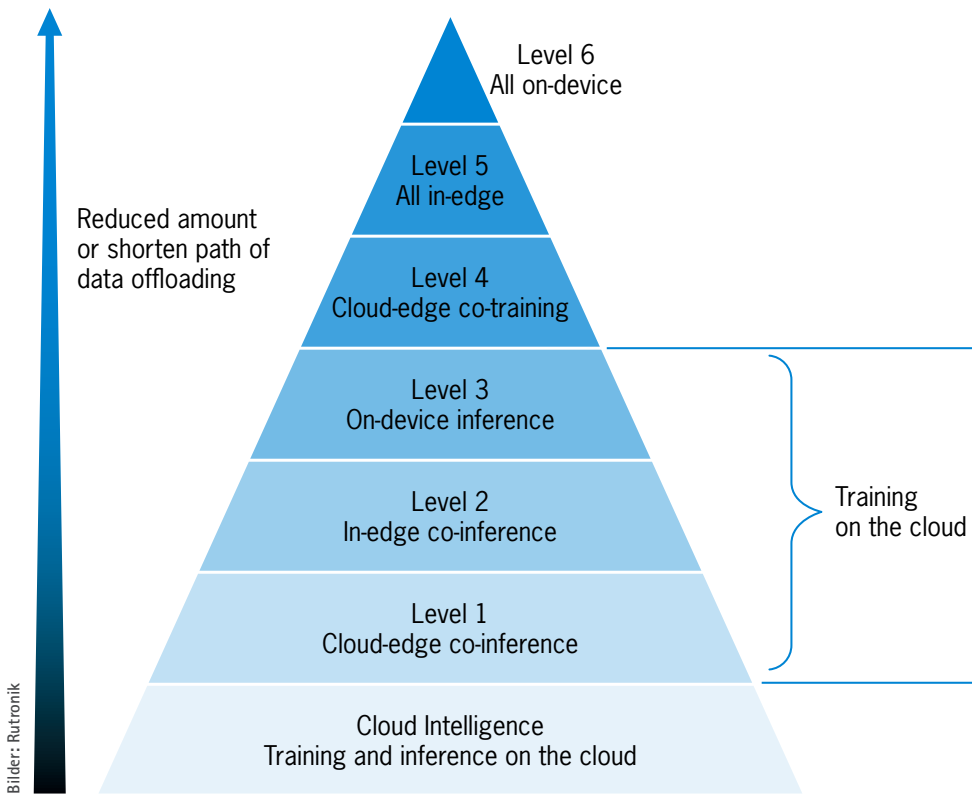 Level 6
All on-device
Level 5
All in-edge
Reduced amount
or shorten path of
data offloading
Level 4
Cloud-edge co-training
Level 3
On-device inference
Level 2
In-edge co-inference
Training
on the cloud
Level 1
Cloud-edge co-inference
Cloud Intelligence
Training and inference on the cloud
Bilder: Rutronik